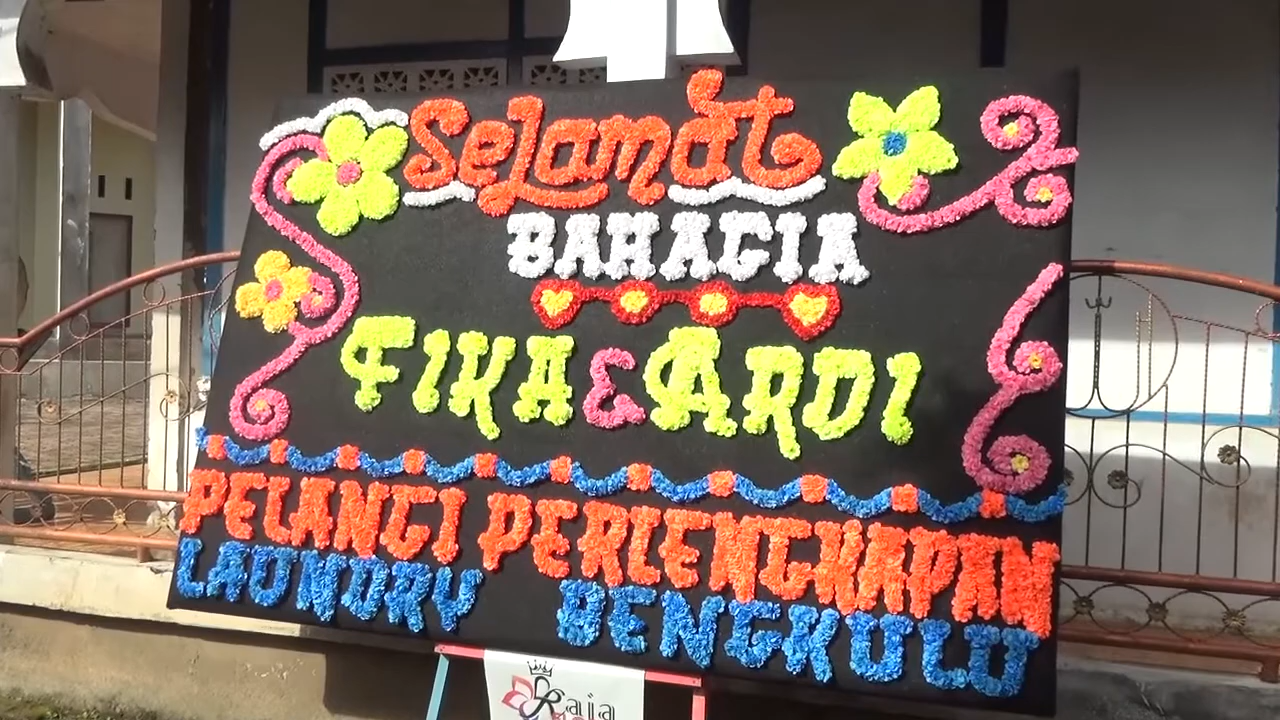 Selamat
BAHAGIA
FIKA & ARDI
PELANGI PERLENGKAPAN
LAUNDRY BENGKULU
Raja